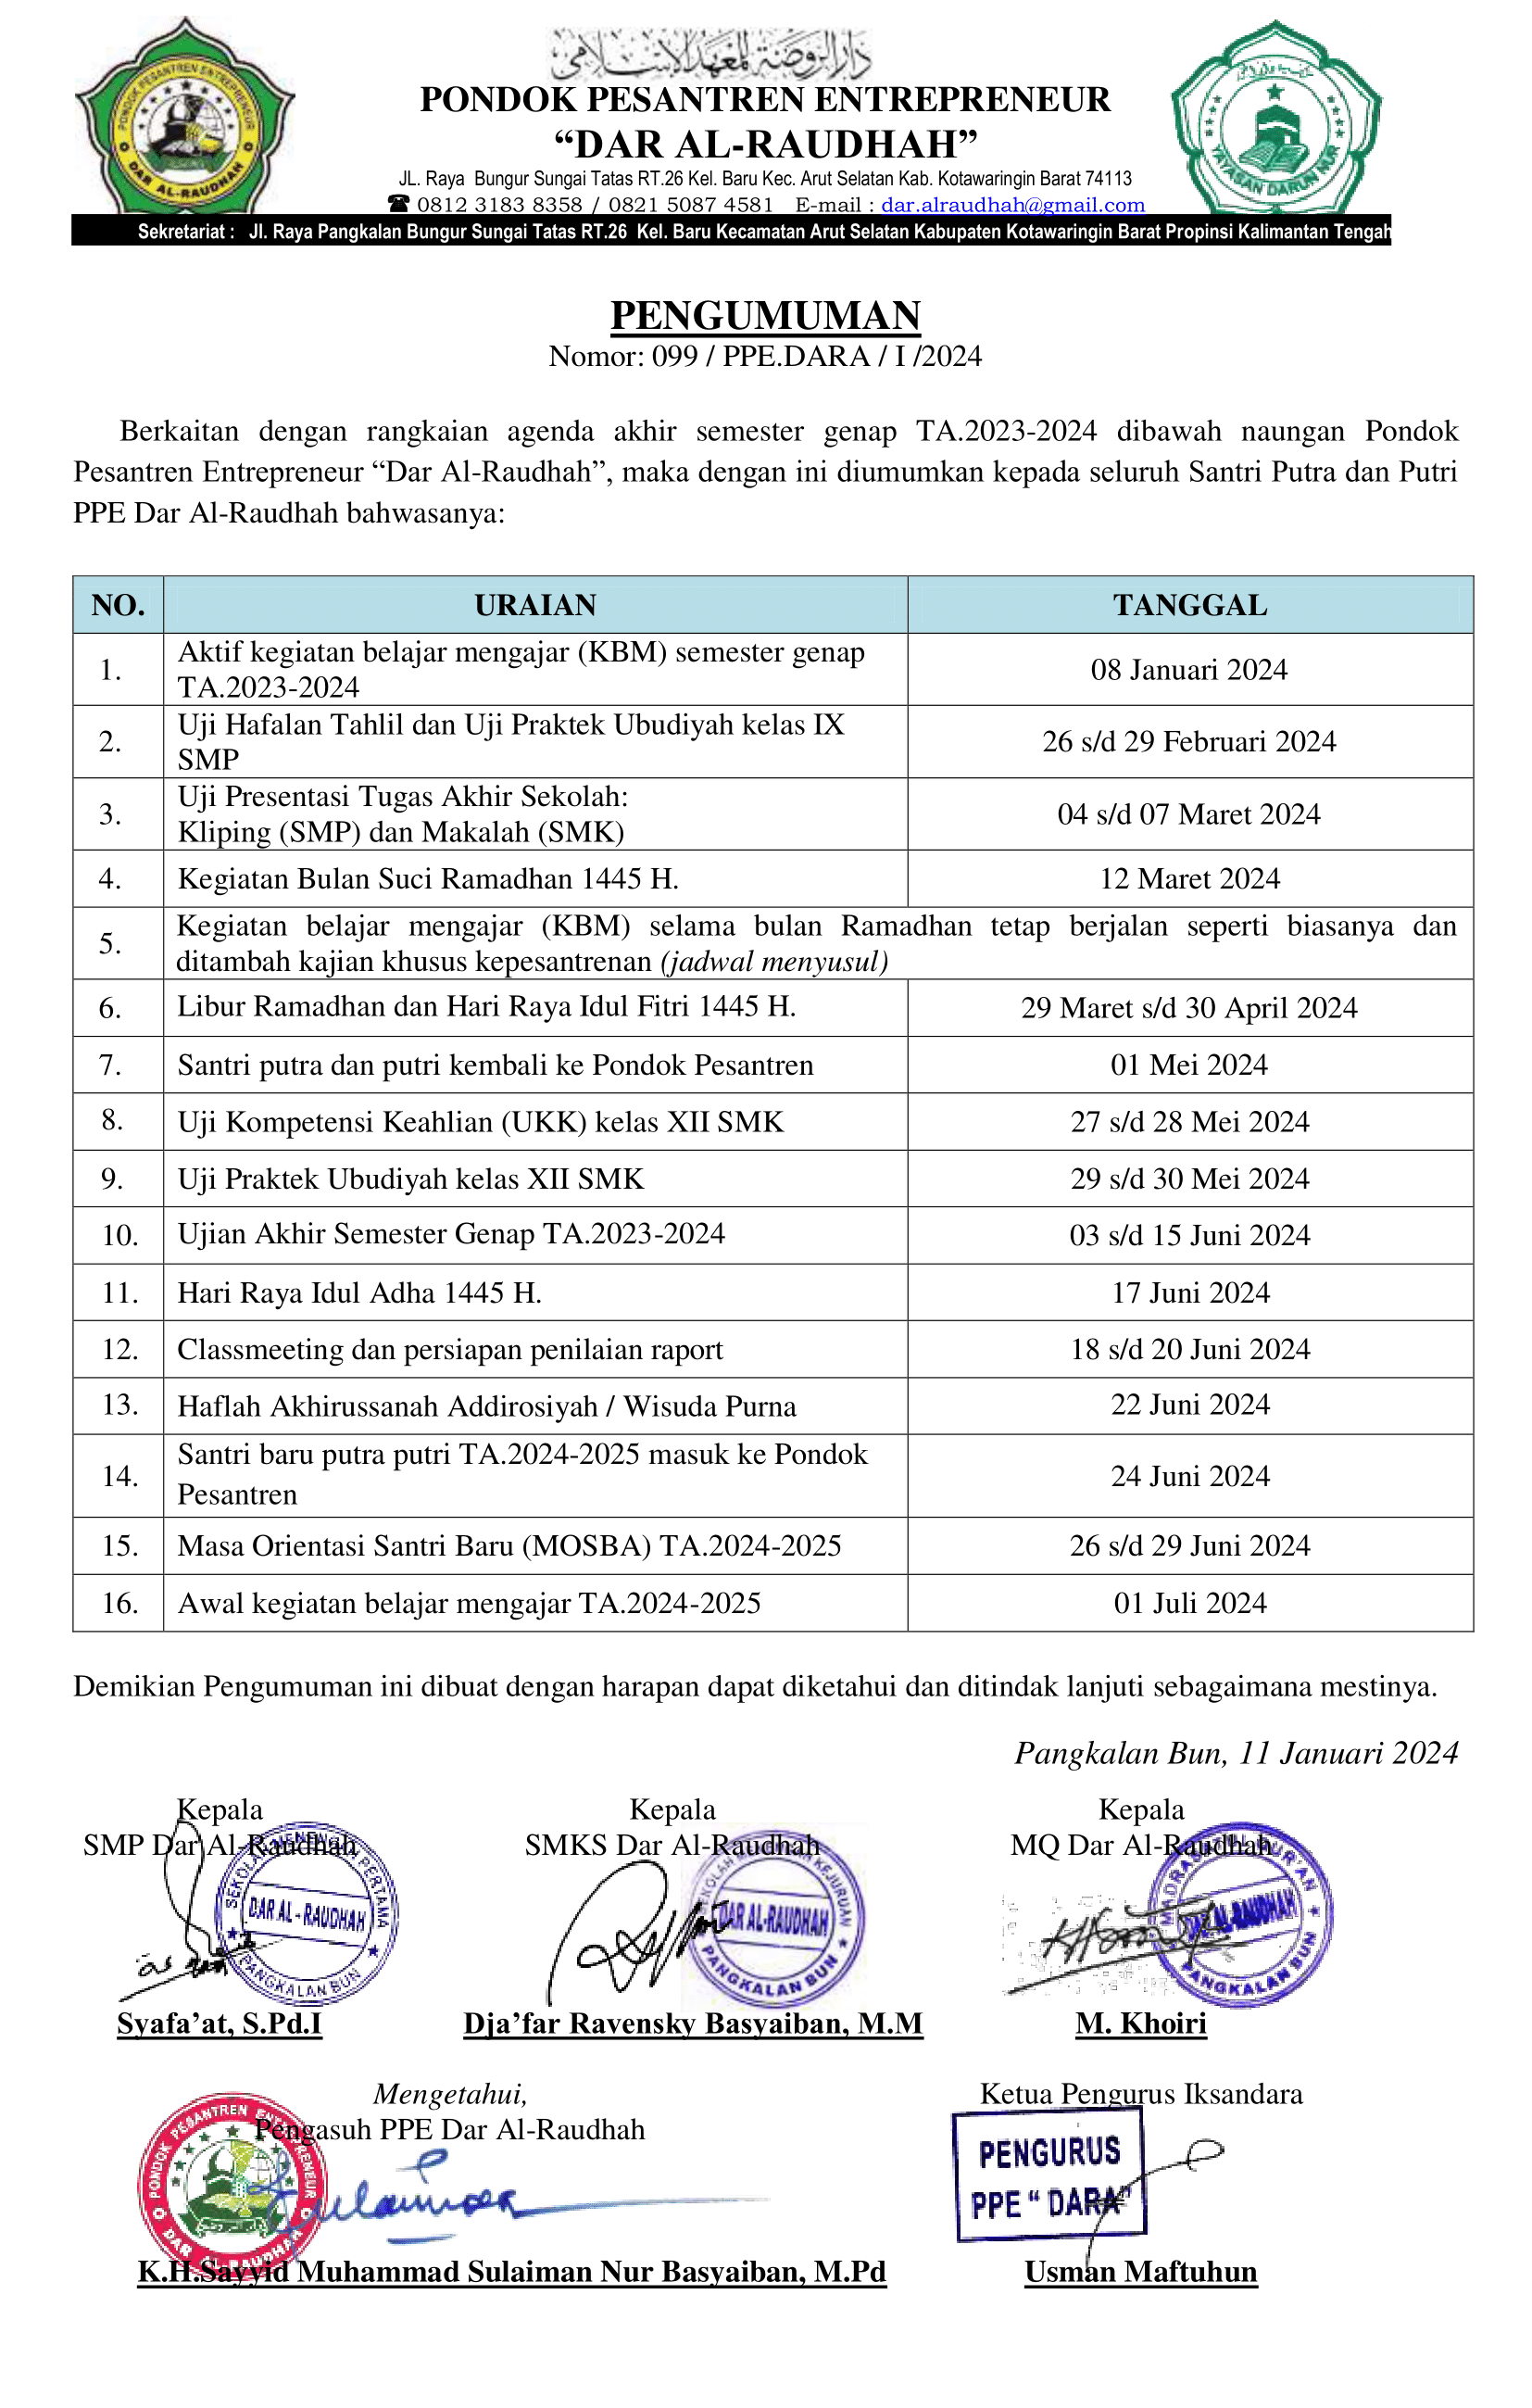 دار الروضة للمعهد الإسلامي
PONDOK PESANTREN ENTREPRENEUR
“DAR AL-RAUDHAH”
JL. Raya Bungur Sungai Tatas RT.26 Kel. Baru Kec. Arut Selatan Kab. Kotawaringin Barat 74113
☎ 0812 3183 8358 / 0821 5087 4581 E-mail : dar.alraudhah@gmail.com
Sekretariat : Jl. Raya Pangkalan Bungur Sungai Tatas RT.26 Kel. Baru Kecamatan Arut Selatan Kabupaten Kotawaringin Barat Propinsi Kalimantan Tengah
PONDOK PESANTREN ENTREPRENEUR
DAR AL-RAUDHAH
YAYASAN DARUN NUR
PENGUMUMAN
Nomor: 099 / PPE.DARA / I /2024
Berkaitan dengan rangkaian agenda akhir semester genap TA.2023-2024 dibawah naungan Pondok
Pesantren Entrepreneur “Dar Al-Raudhah”, maka dengan ini diumumkan kepada seluruh Santri Putra dan Putri
PPE Dar Al-Raudhah bahwasanya:
NO. URAIAN TANGGAL
1. Aktif kegiatan belajar mengajar (KBM) semester genap
TA.2023-2024 08 Januari 2024
2. Uji Hafalan Tahlil dan Uji Praktek Ubudiyah kelas IX
SMP 26 s/d 29 Februari 2024
3. Uji Presentasi Tugas Akhir Sekolah:
Kliping (SMP) dan Makalah (SMK) 04 s/d 07 Maret 2024
4. Kegiatan Bulan Suci Ramadhan 1445 H. 12 Maret 2024
5. Kegiatan belajar mengajar (KBM) selama bulan Ramadhan tetap berjalan seperti biasanya dan
ditambah kajian khusus kepesantrenan (jadwal menyusul)
6. Libur Ramadhan dan Hari Raya Idul Fitri 1445 H. 29 Maret s/d 30 April 2024
7. Santri putra dan putri kembali ke Pondok Pesantren 01 Mei 2024
8. Uji Kompetensi Keahlian (UKK) kelas XII SMK 27 s/d 28 Mei 2024
9. Uji Praktek Ubudiyah kelas XII SMK 29 s/d 30 Mei 2024
10. Ujian Akhir Semester Genap TA.2023-2024 03 s/d 15 Juni 2024
11. Hari Raya Idul Adha 1445 H. 17 Juni 2024
12. Classmeeting dan persiapan penilaian raport 18 s/d 20 Juni 2024
13. Haflah Akhirussanah Addirosiyah / Wisuda Purna 22 Juni 2024
14. Santri baru putra putri TA.2024-2025 masuk ke Pondok
Pesantren 24 Juni 2024
15. Masa Orientasi Santri Baru (MOSBA) TA.2024-2025 26 s/d 29 Juni 2024
16. Awal kegiatan belajar mengajar TA.2024-2025 01 Juli 2024
Demikian Pengumuman ini dibuat dengan harapan dapat diketahui dan ditindak lanjuti sebagaimana mestinya.
Pangkalan Bun, 11 Januari 2024
Kepala Kepala Kepala
SMP Dar Al-Raudhah SMKS Dar Al-Raudhah MQ Dar Al-Raudhah
SEKOLAH MENENGAH PERTAMA
DAR AL-RAUDHAH
PANGKALAN BUN
SEKOLAH MENENGAH KEJURUAN
DAR AL-RAUDHAH
PANGKALAN BUN
MADRASATUL QUR'AN
DAR AL-RAUDHAH
PANGKALAN BUN
Syafa’at, S.Pd.I Dja’far Ravensky Basyaiban, M.M M. Khoiri
Mengetahui, Ketua Pengurus Iksandara
Pengasuh PPE Dar Al-Raudhah
PONDOK PESANTREN ENTREPRENEUR
DAR AL-RAUDHAH
PENGURUS
PPE “ DARA”
K.H.Sayyid Muhammad Sulaiman Nur Basyaiban, M.Pd Usman Maftuhun